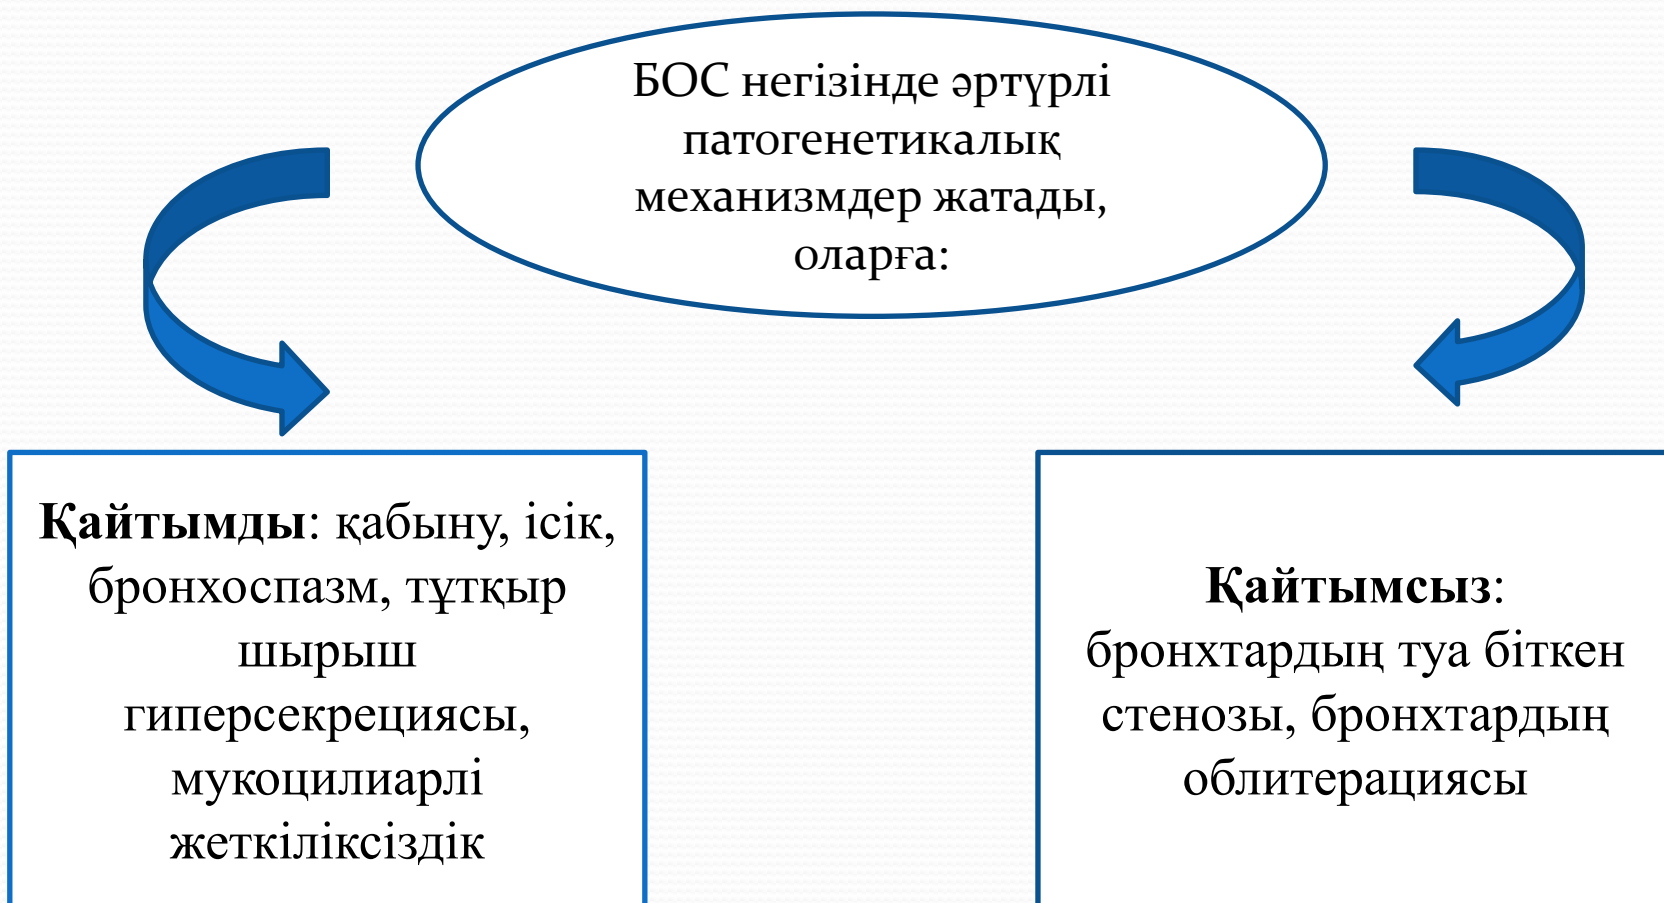 БОС негізінде әртүрлі
патогенетикалық
механизмдер жатады,
оларға:
Қайтымды: қабыну, ісік,
бронхоспазм, тұтқыр
шырыш
гиперсекрециясы,
мукоцилиарлі
жеткіліксіздік
Қайтымсыз:
бронхтардың туа біткен
стенозы, бронхтардың
облитерациясы